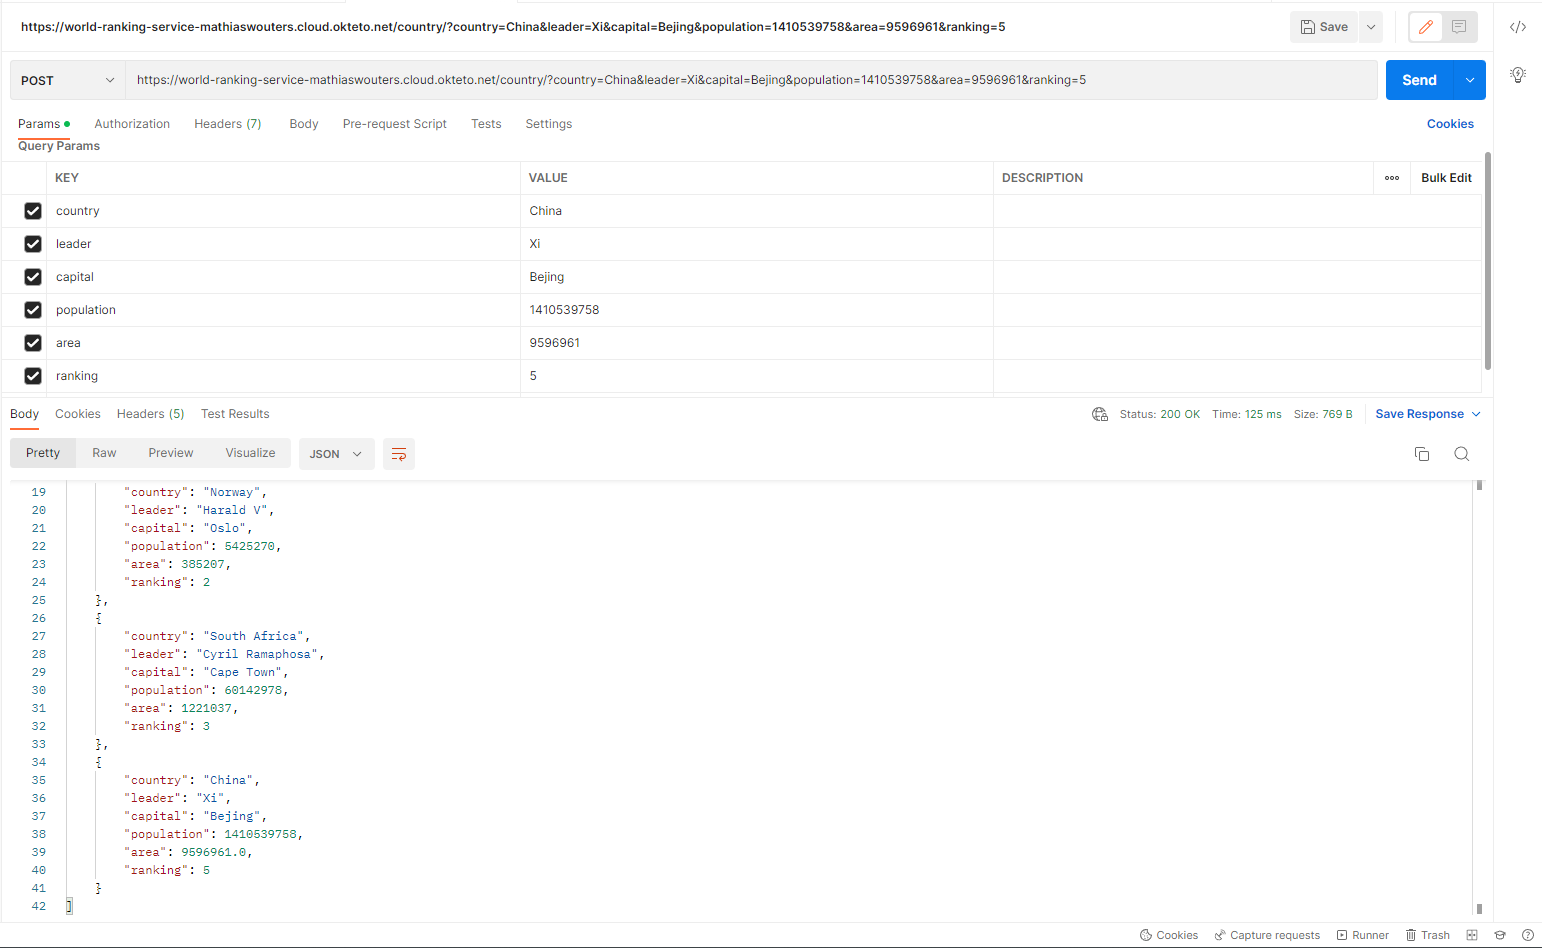 https://world-ranking-service-mathiaswouters.cloud.okteto.net/country/?country=China&leader=Xi&capital=Bejing&population=1410539758&area=9596961&ranking=5
Save
POST
https://world-ranking-service-mathiaswouters.cloud.okteto.net/country/?country=China&leader=Xi&capital=Bejing&population=1410539758&area=9596961&ranking=5
Send
Params Authorization Headers (7) Body Pre-request Script Tests Settings Cookies
Query Params
KEY VALUE DESCRIPTION Bulk Edit
country China
leader Xi
capital Bejing
population 1410539758
area 9596961
ranking 5
Body Cookies Headers (5) Test Results Status: 200 OK Time: 125 ms Size: 769 B Save Response
Pretty Raw Preview Visualize JSON
19 "country": "Norway",
20 "leader": "Harald V",
21 "capital": "Oslo",
22 "population": 5425270,
23 "area": 385207,
24 "ranking": 2
25 },
26 {
27 "country": "South Africa",
28 "leader": "Cyril Ramaphosa",
29 "capital": "Cape Town",
30 "population": 60142978,
31 "area": 1221037,
32 "ranking": 3
33 },
34 {
35 "country": "China",
36 "leader": "Xi",
37 "capital": "Bejing",
38 "population": 1410539758,
39 "area": 9596961.0,
40 "ranking": 5
41 }
42 ]
Cookies Capture requests Runner Trash